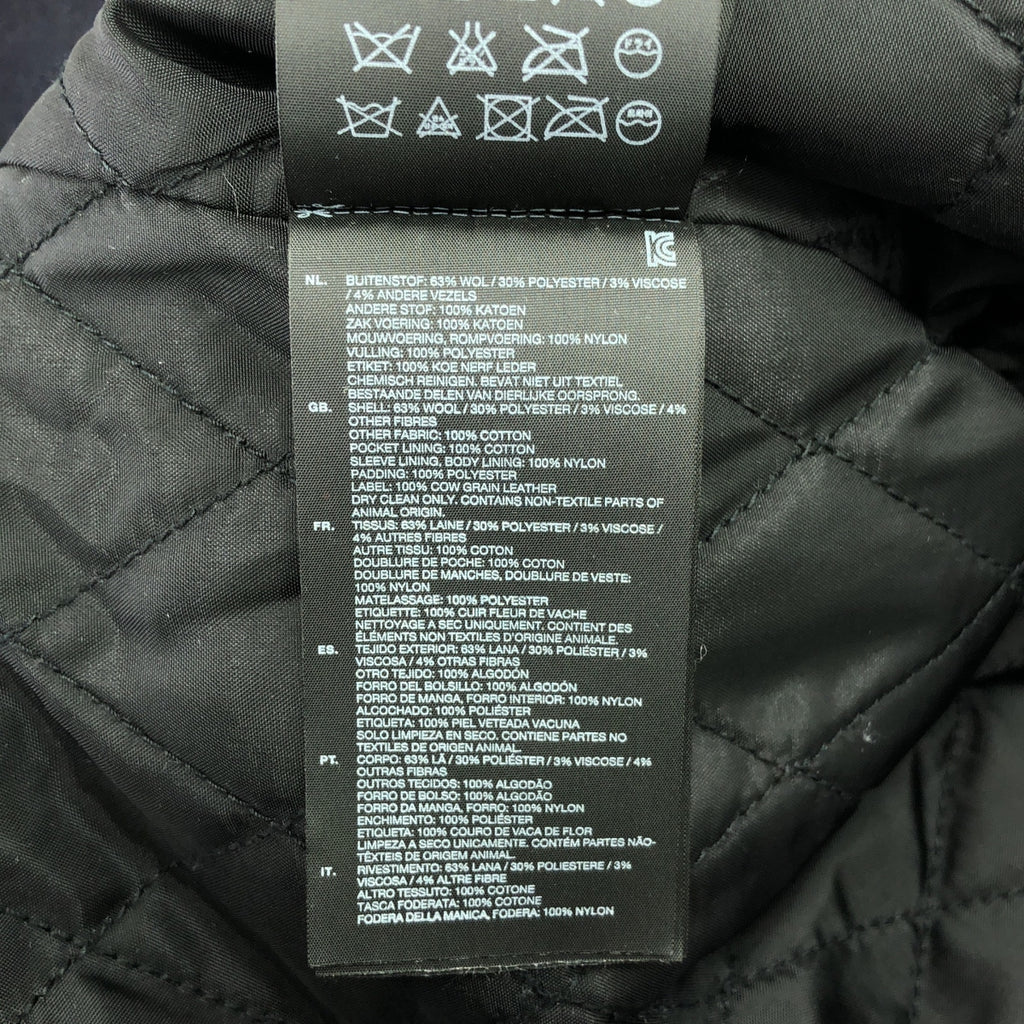 ドライ
드라이
NL. BUITENSTOF: 63% WOL / 30% POLYESTER / 3% VISCOSE
/ 4% ANDERE VEZELS
ANDERE STOF: 100% KATOEN
ZAK VOERING: 100% KATOEN
MOUWVOERING, ROMPVOERING: 100% NYLON
VULLING: 100% POLYESTER
ETIKET: 100% KOE NERF LEDER
CHEMISCH REINIGEN. BEVAT NIET UIT TEXTIEL
BESTAANDE DELEN VAN DIERLIJKE OORSPRONG.
GB. SHELL: 63% WOOL / 30% POLYESTER / 3% VISCOSE / 4%
OTHER FIBRES
OTHER FABRIC: 100% COTTON
POCKET LINING: 100% COTTON
SLEEVE LINING, BODY LINING: 100% NYLON
PADDING: 100% POLYESTER
LABEL: 100% COW GRAIN LEATHER
DRY CLEAN ONLY. CONTAINS NON-TEXTILE PARTS OF
ANIMAL ORIGIN.
FR. TISSUS: 63% LAINE / 30% POLYESTER / 3% VISCOSE /
4% AUTRES FIBRES
AUTRE TISSU: 100% COTON
DOUBLURE DE POCHE: 100% COTON
DOUBLURE DE MANCHES, DOUBLURE DE VESTE:
100% NYLON
MATELASSAGE: 100% POLYESTER
ETIQUETTE: 100% CUIR FLEUR DE VACHE
NETTOYAGE A SEC UNIQUEMENT. CONTIENT DES
ÉLÉMENTS NON TEXTILES D'ORIGINE ANIMALE.
ES. TEJIDO EXTERIOR: 63% LANA / 30% POLIÉSTER / 3%
VISCOSA / 4% OTRAS FIBRAS
OTRO TEJIDO: 100% ALGODÓN
FORRO DEL BOLSILLO: 100% ALGODÓN
FORRO DE MANGA, FORRO INTERIOR: 100% NYLON
ALCOCHADO: 100% POLIÉSTER
ETIQUETA: 100% PIEL VETEADA VACUNA
SOLO LIMPIEZA EN SECO. CONTIENE PARTES NO
TEXTILES DE ORIGEN ANIMAL.
PT. CORPO: 63% LÃ / 30% POLIÉSTER / 3% VISCOSE / 4%
OUTRAS FIBRAS
OUTROS TECIDOS: 100% ALGODÃO
FORRO DE BOLSO: 100% ALGODÃO
FORRO DA MANGA, FORRO: 100% NYLON
ENCHIMENTO: 100% POLIÉSTER
ETIQUETA: 100% COURO DE VACA DE FLOR
LIMPEZA A SECO UNICAMENTE. CONTÉM PARTES NÃO-
TÊXTEIS DE ORIGEM ANIMAL.
IT. RIVESTIMENTO: 63% LANA / 30% POLIESTERE / 3%
VISCOSA / 4% ALTRE FIBRE
ALTRO TESSUTO: 100% COTONE
TASCA FODERATA: 100% COTONE
FODERA DELLA MANICA, FODERA: 100% NYLON